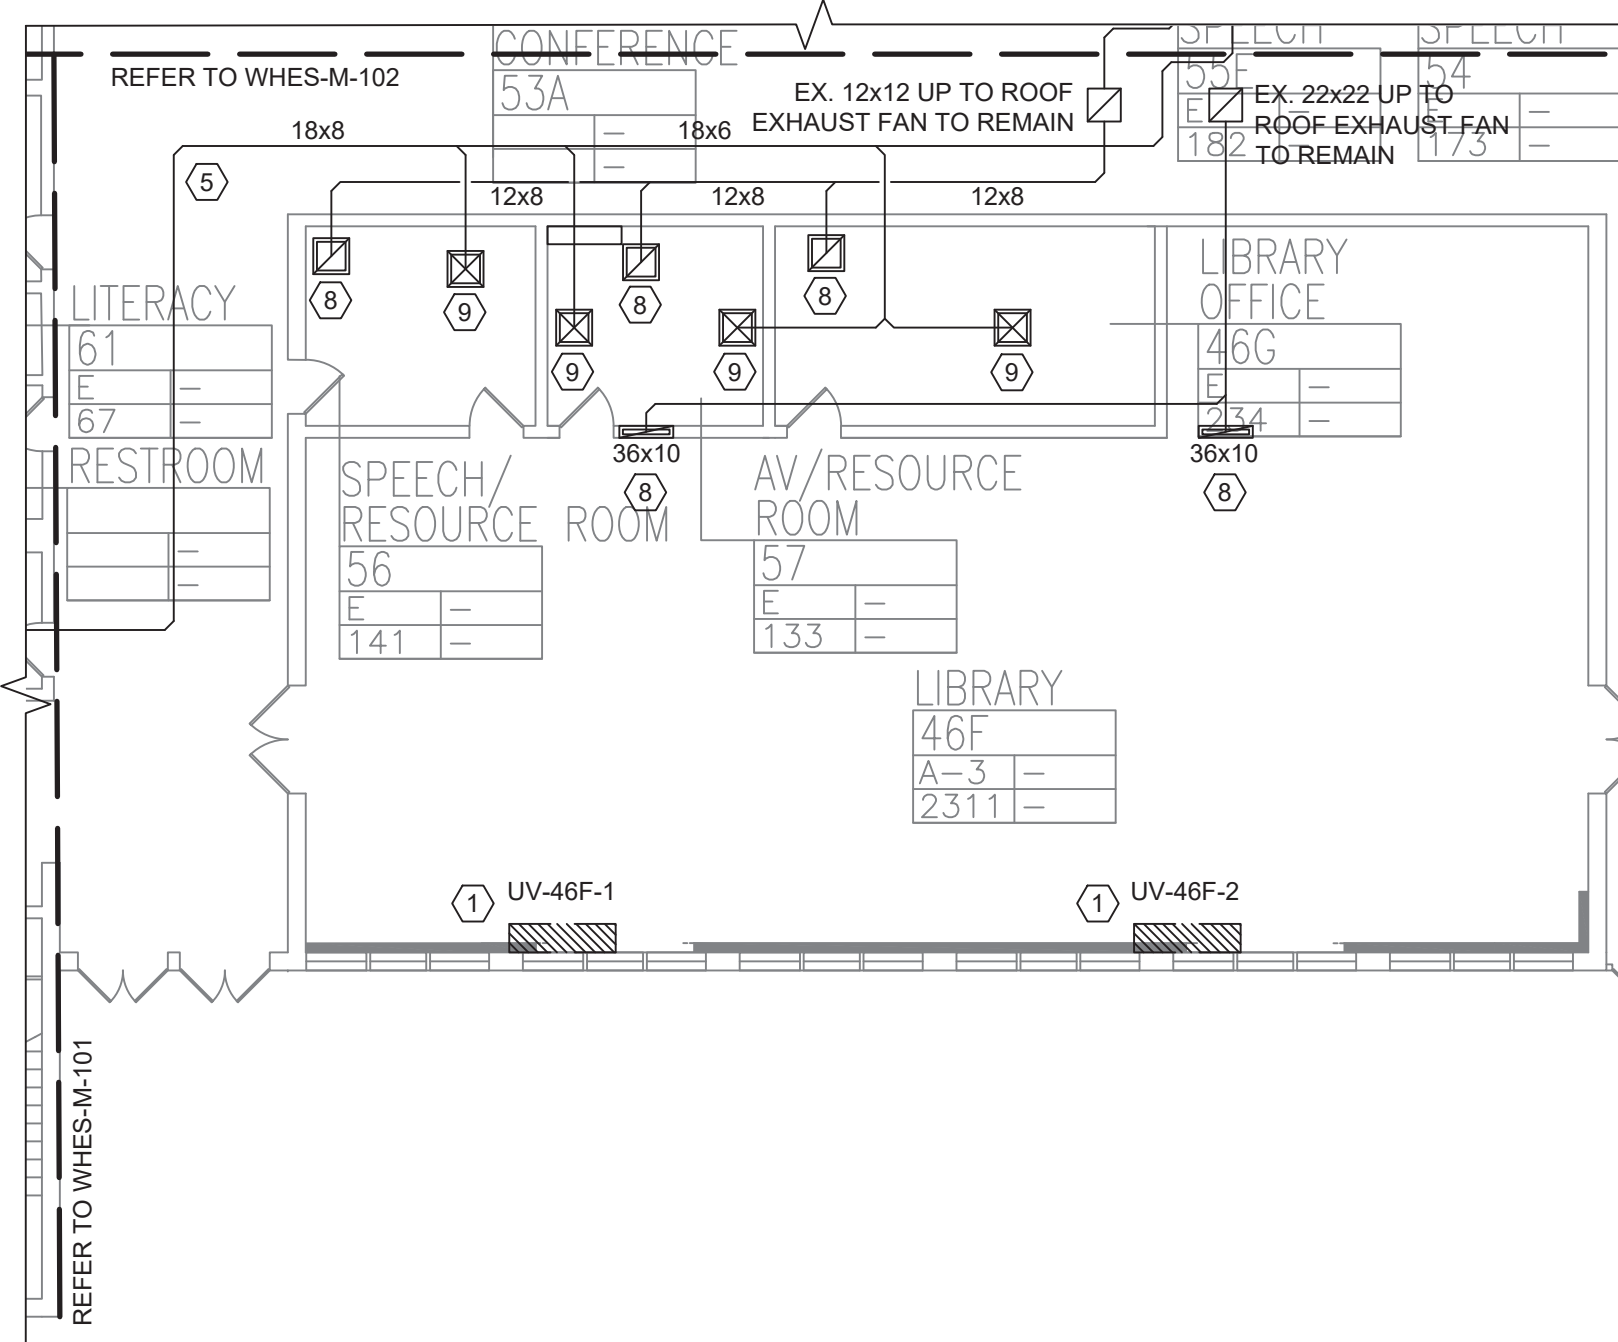 CONFERENCE
53A
–
–
SPEECH
55F
E –
182 –
SPEECH
54
E –
173 –
REFER TO WHES-M-102
EX. 12x12 UP TO ROOF
EXHAUST FAN TO REMAIN
EX. 22x22 UP TO
ROOF EXHAUST FAN
TO REMAIN
18x8
18x6
5
12x8
12x8
12x8
8
9
8
8
9
9
9
LITERACY
61
E –
67 –
RESTROOM
–
–
LIBRARY
OFFICE
46G
E –
234 –
36x10
8
36x10
8
SPEECH/
RESOURCE ROOM
56
E –
141 –
AV/RESOURCE
ROOM
57
E –
133 –
LIBRARY
46F
A-3 –
2311 –
1 UV-46F-1
1 UV-46F-2
REFER TO WHES-M-101